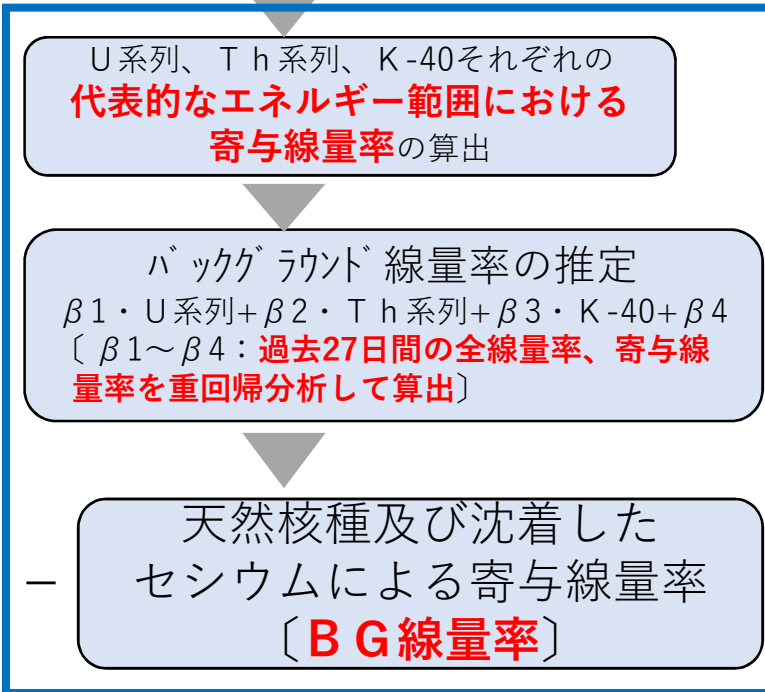 U系列、Th系列、K-40それぞれの
代表的なエネルギー範囲における
寄与線量率の算出
ﾊﾞｯｸｸﾞﾗｳﾝﾄﾞ線量率の推定
β1・U系列+β2・Th系列+β3・K-40+β4
〔 β1～β4：過去27日間の全線量率、寄与線
量率を重回帰分析して算出〕
－
天然核種及び沈着した
セシウムによる寄与線量率
〔ＢＧ線量率〕